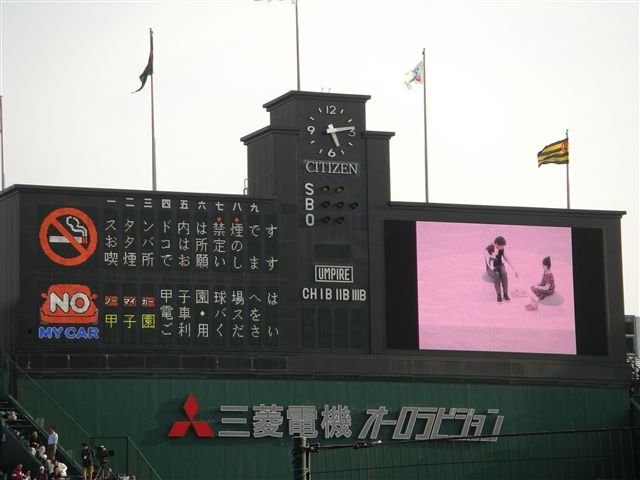 12
3
6
9
CITIZEN
S
B
O
UMPIRE
CH ⅠB ⅡB ⅢB
一二三四五六七八九
スタンド内は禁煙です
おタバコは所定の
喫煙所でお願いします
NO
MY CAR
ノーマイカー
甲子園
甲子園球場へは
電車・バスを
ご利用ください
三菱電機 オーロラビジョン